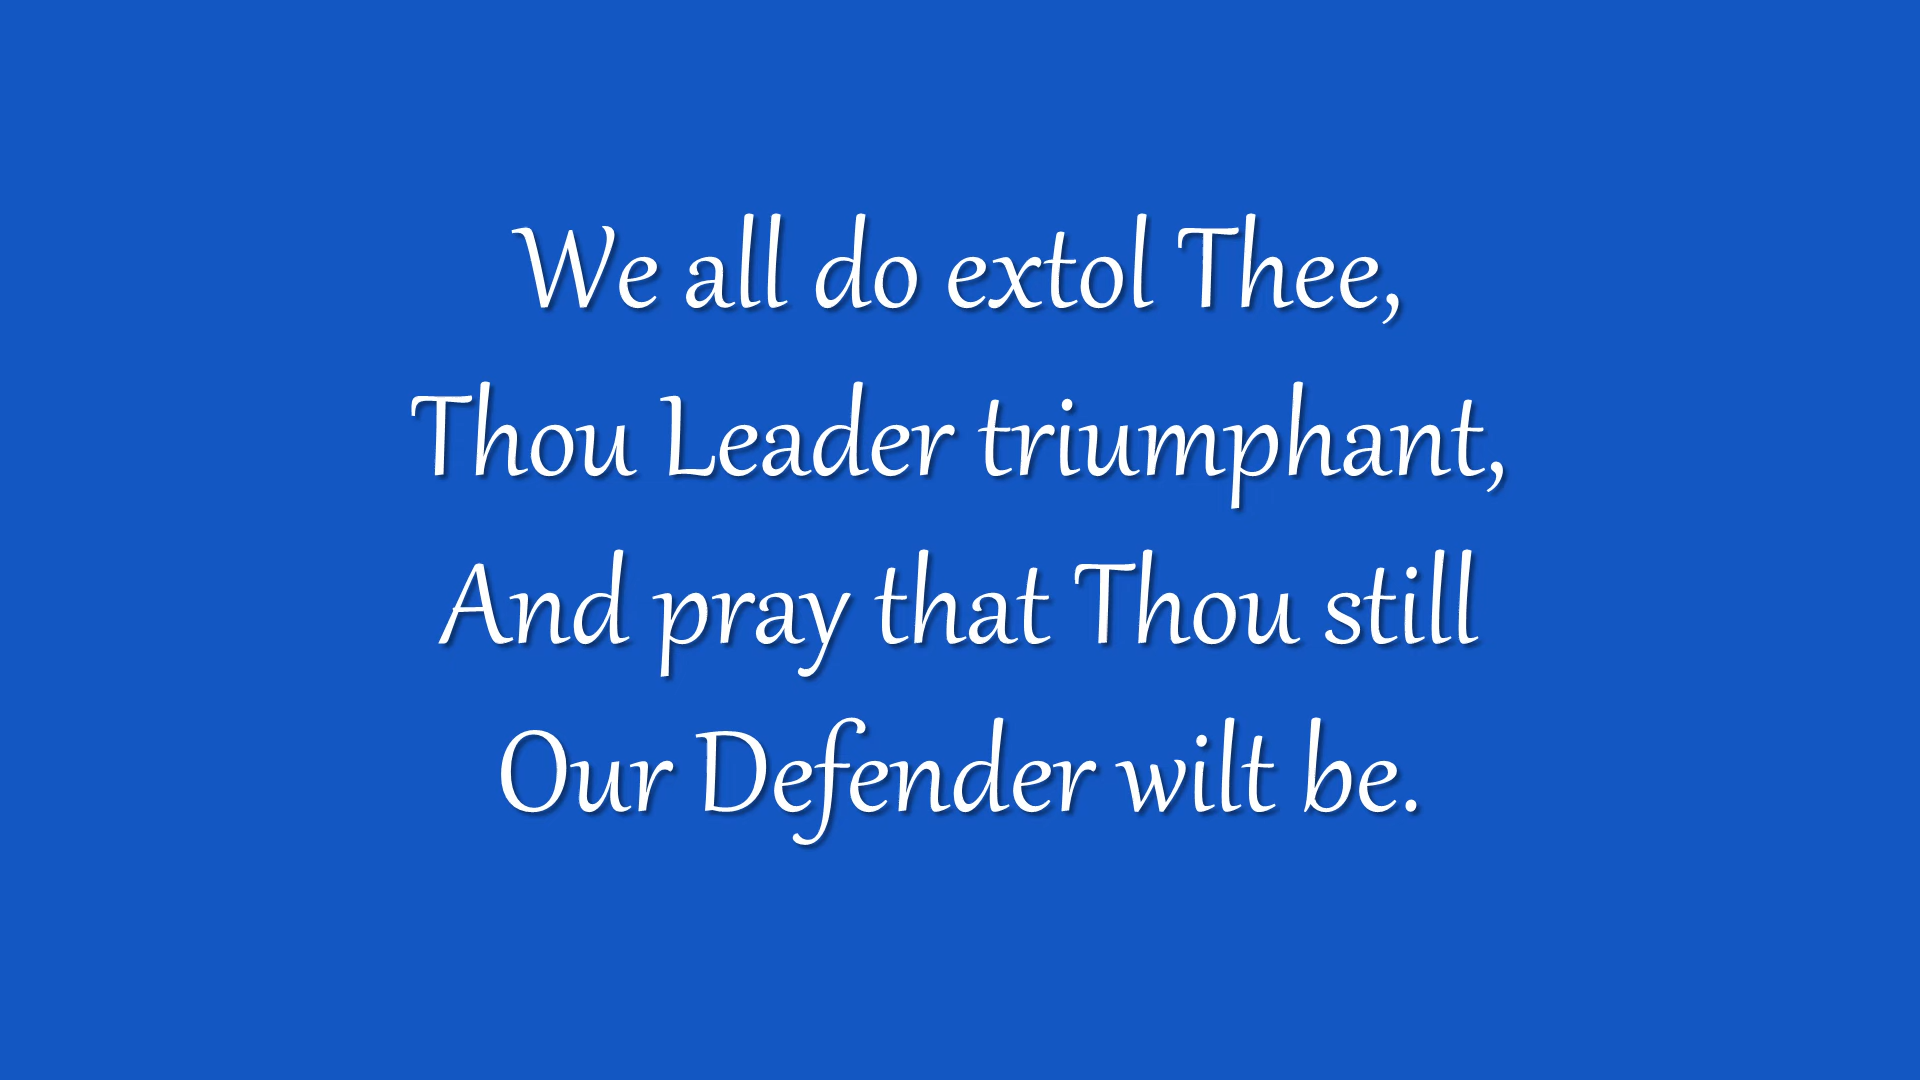 We all do extol Thee,
Thou Leader triumphant,
And pray that Thou still
Our Defender wilt be.